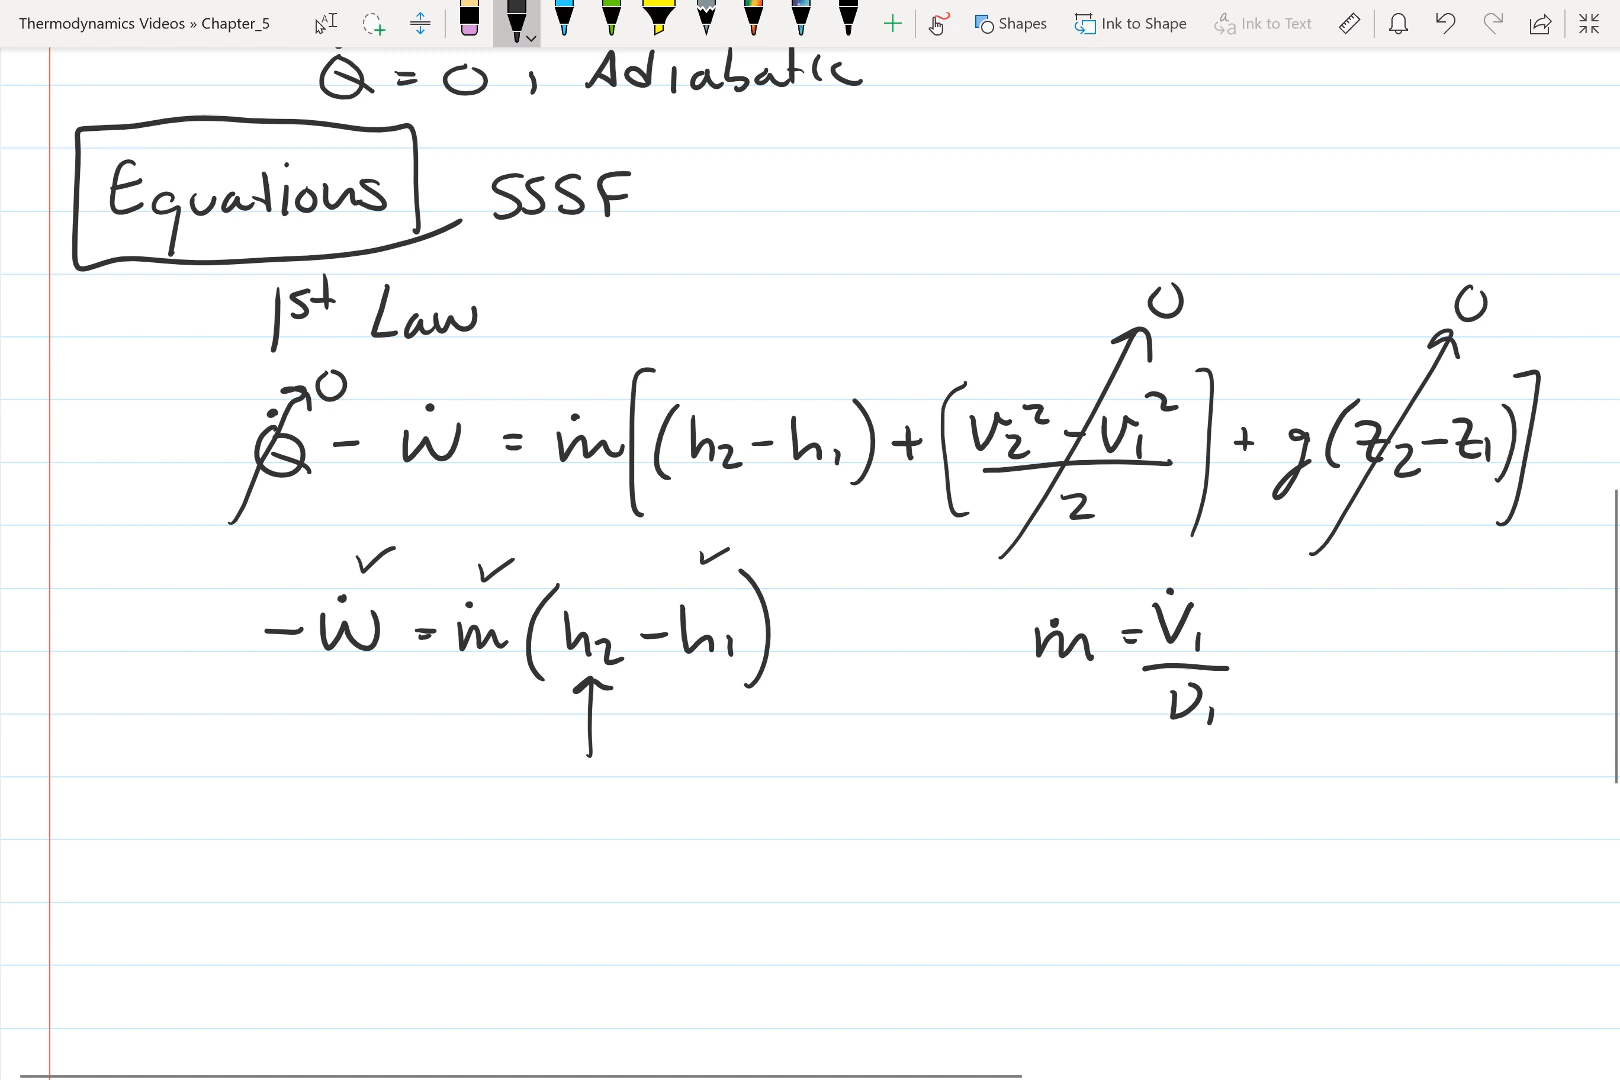 Thermodynamics Videos » Chapter_5
Shapes
Ink to Shape
Ink to Text
Q̇ = 0, Adiabatic
Equations SSSF
1st Law
0 0 0
Q̇ - ẇ = ṁ[(h₂-h₁) + [(V₂² - V₁²)/2] + g(z₂-z₁)]
✓ ✓ ✓
-ẇ = ṁ(h₂-h₁) ṁ = V̇₁/ν₁
↑